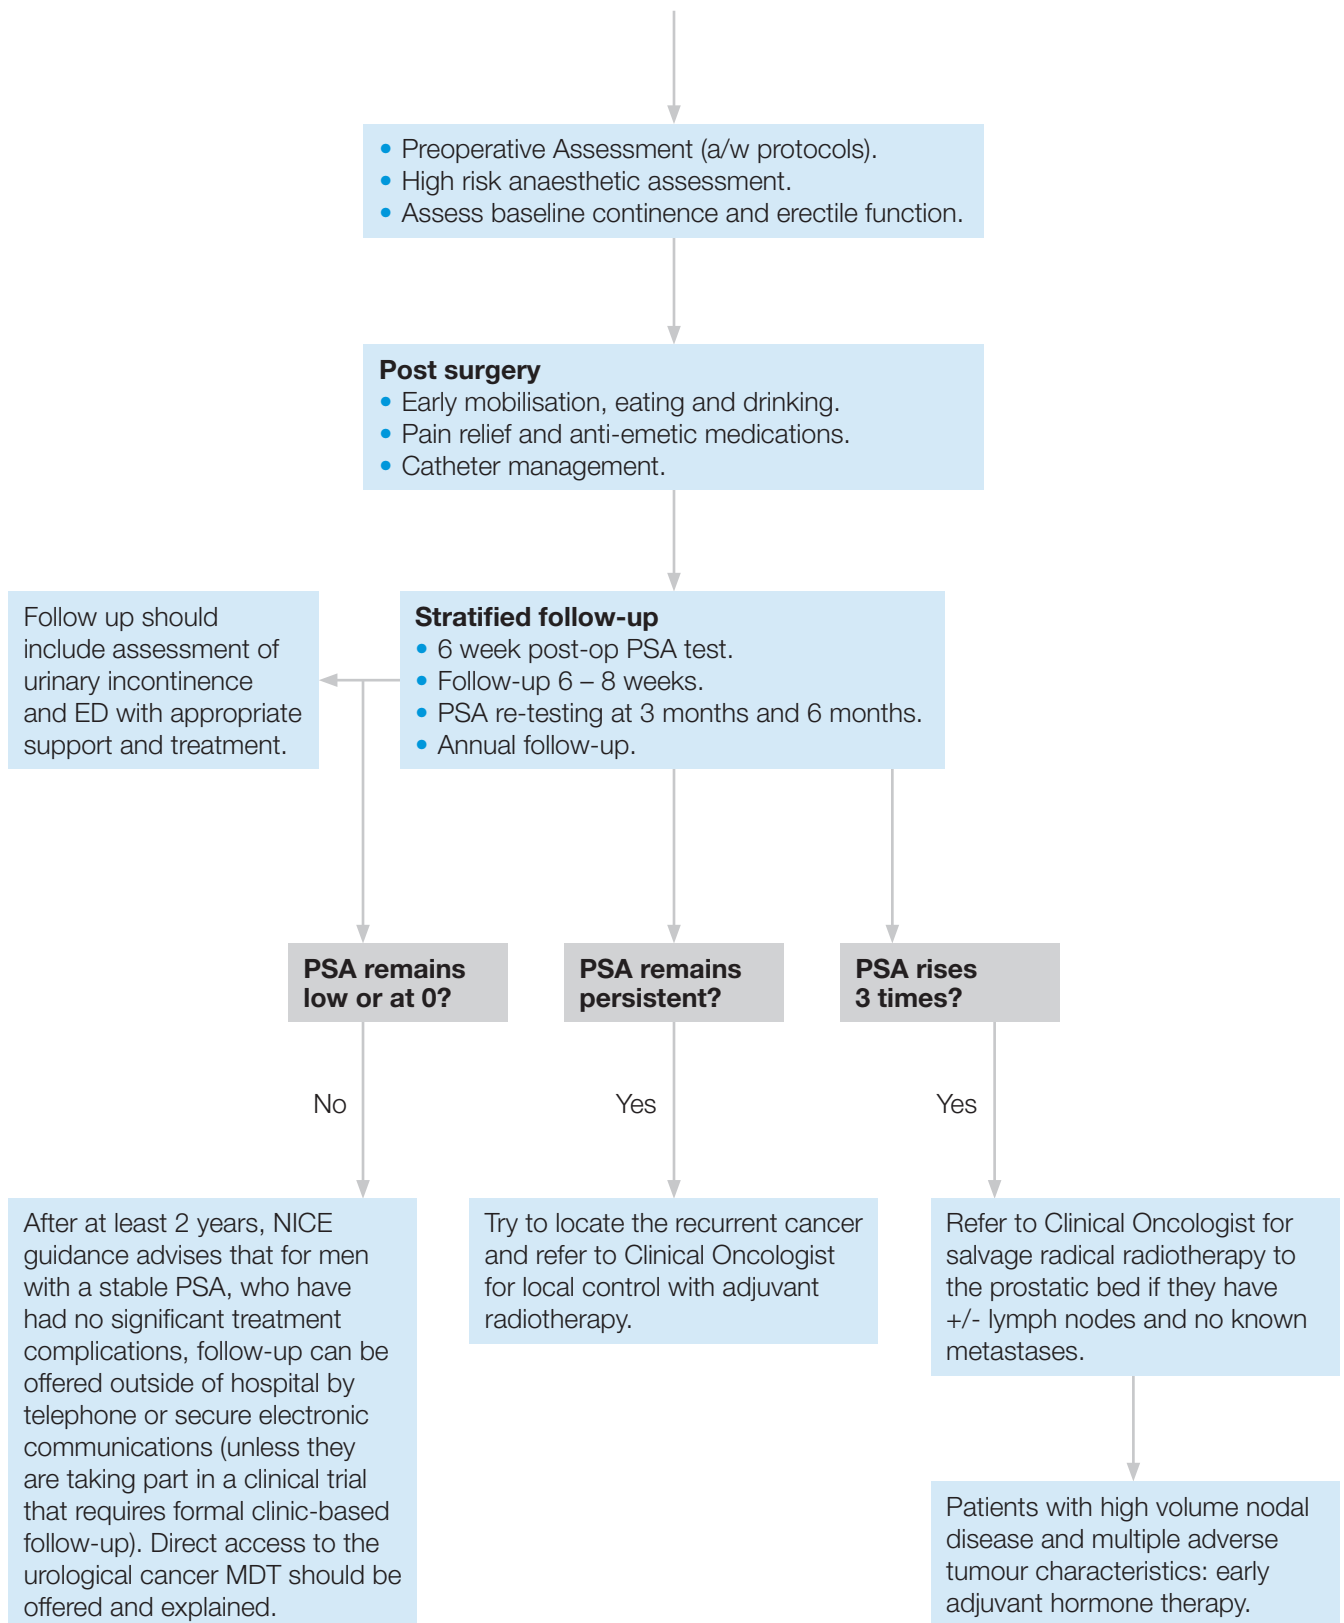 • Preoperative Assessment (a/w protocols).
• High risk anaesthetic assessment.
• Assess baseline continence and erectile function.
Post surgery
• Early mobilisation, eating and drinking.
• Pain relief and anti-emetic medications.
• Catheter management.
Follow up should
include assessment of
urinary incontinence
and ED with appropriate
support and treatment.
Stratified follow-up
• 6 week post-op PSA test.
• Follow-up 6 – 8 weeks.
• PSA re-testing at 3 months and 6 months.
• Annual follow-up.
PSA remains
low or at 0?
PSA remains
persistent?
PSA rises
3 times?
No
Yes
Yes
After at least 2 years, NICE
guidance advises that for men
with a stable PSA, who have
had no significant treatment
complications, follow-up can be
offered outside of hospital by
telephone or secure electronic
communications (unless they
are taking part in a clinical trial
that requires formal clinic-based
follow-up). Direct access to the
urological cancer MDT should be
offered and explained.
Try to locate the recurrent cancer
and refer to Clinical Oncologist
for local control with adjuvant
radiotherapy.
Refer to Clinical Oncologist for
salvage radical radiotherapy to
the prostatic bed if they have
+/- lymph nodes and no known
metastases.
Patients with high volume nodal
disease and multiple adverse
tumour characteristics: early
adjuvant hormone therapy.